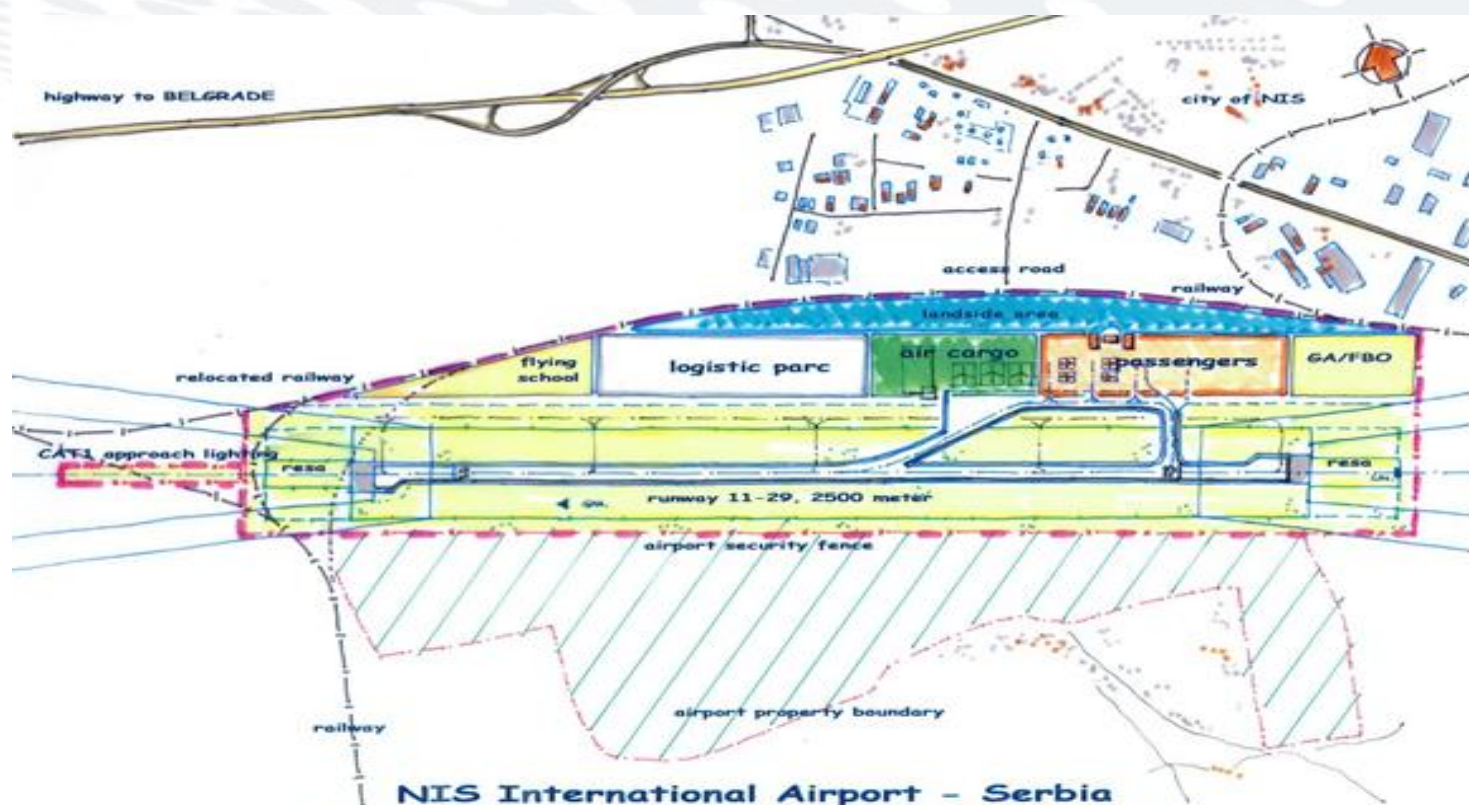 highway to BELGRADE
city of NIS
access road
railway
landside area
flying
school
logistic parc
air cargo
passengers
GA/FBO
relocated railway
CAT1 approach lighting
resa
resa
runway 11-29, 2500 meter
airport security fence
airport property boundary
railway
NIS International Airport - Serbia